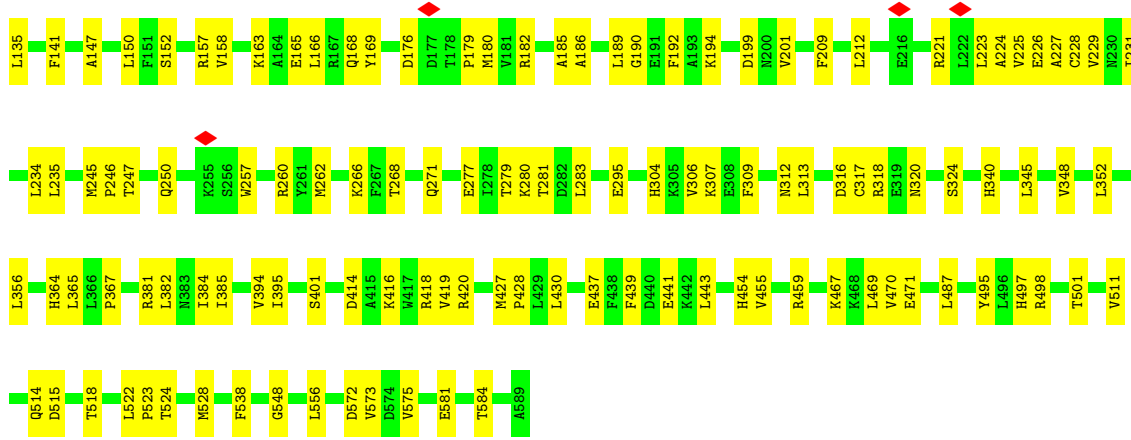 L135 F141 A147 L150 F151 S152 R157 V158 K163 A164 E165 L166 R167 Q168 Y169 D176 D177 T178 P179 M180 V181 R182 A185 A186 L189 G190 E191 F192 A193 K194 D199 N200 V201 F209 L212 E216 R221 L222 L223 A224 V225 E226 A227 C228 V229 N230
L234 L235 M245 P246 T247 Q250 K255 S256 W257 R260 Y261 M262 K266 F267 T268 Q271 E277 I278 T279 K280 T281 D282 L283 E295 H304 K305 V306 K307 E308 F309 N312 L313 D316 C317 R318 E319 N320 S324 H340 L345 V348 L352
L356 H364 L365 L366 P367 R381 L382 N383 I384 I385 V394 I395 S401 D414 A415 K416 W417 R418 V419 R420 M427 P428 L429 L430 E437 F438 F439 D440 E441 K442 L443 H454 V455 R459 K467 K468 L469 V470 E471 L487 Y495 L496 H497 R498 T501 V511
Q514 D515 T518 L522 P523 T524 M528 F538 G548 L556 D572 V573 D574 V575 E581 T584 A589